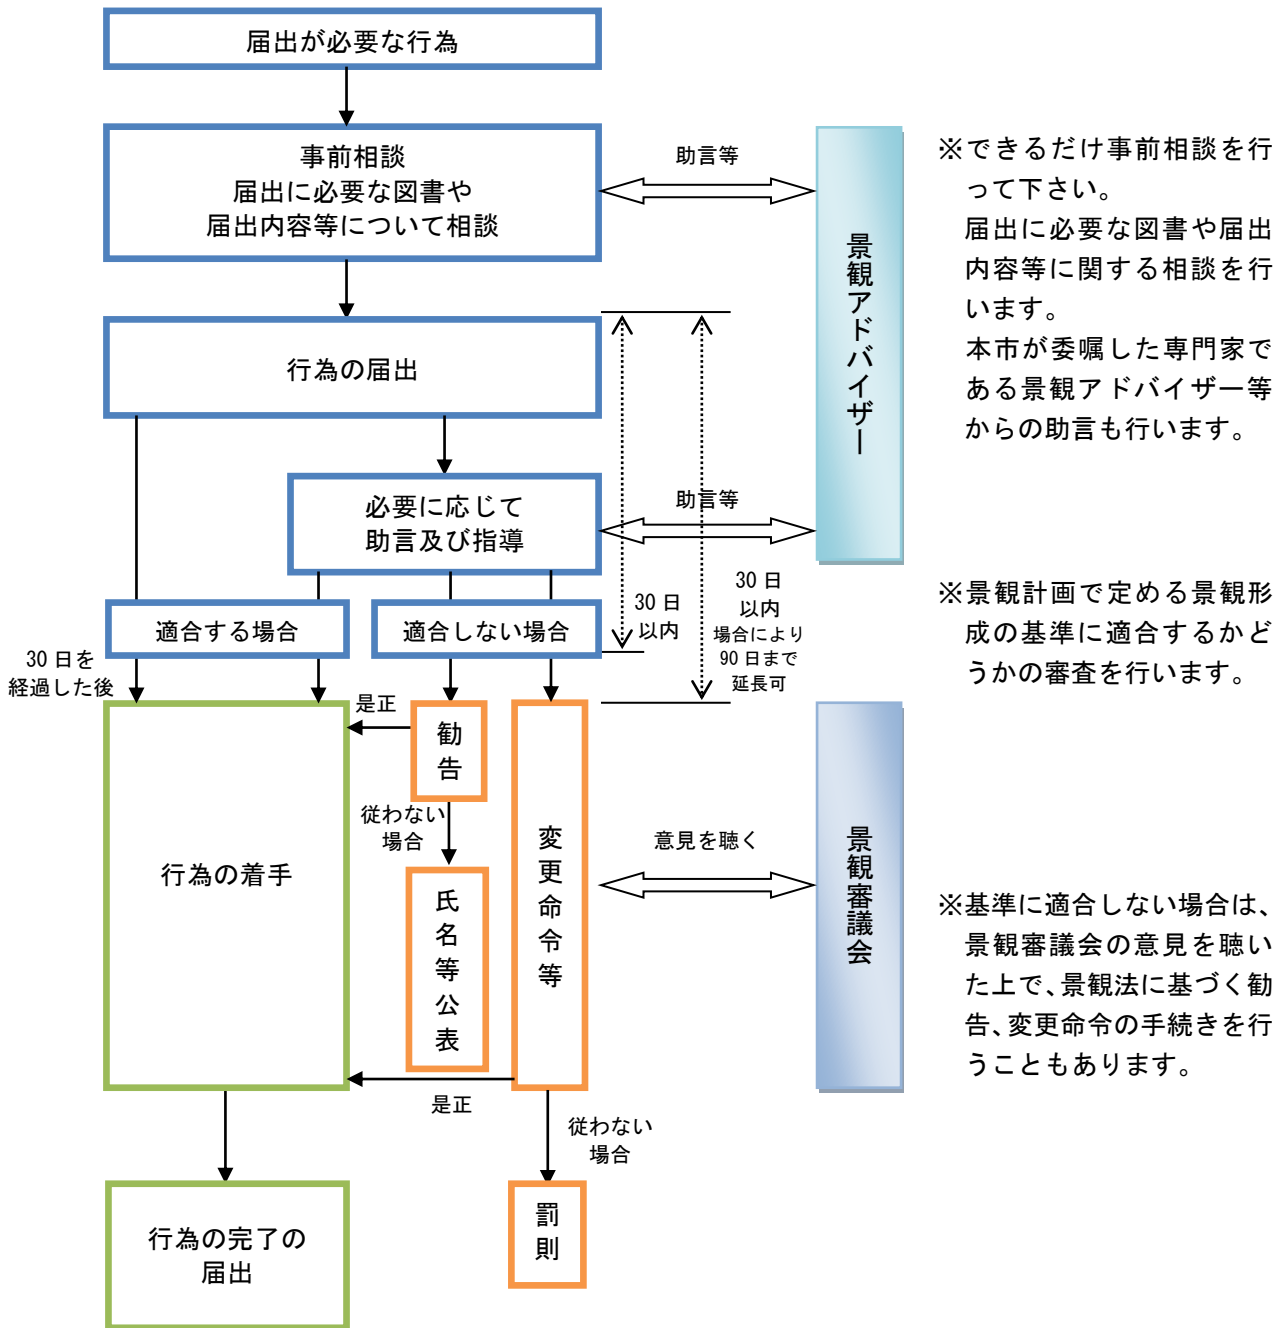 届出が必要な行為
事前相談
届出に必要な図書や
届出内容等について相談
助言等
景観アドバイザー
※できるだけ事前相談を行
って下さい。
届出に必要な図書や届出
内容等に関する相談を行
います。
本市が委嘱した専門家で
ある景観アドバイザー等
からの助言も行います。
行為の届出
必要に応じて
助言及び指導
助言等
30 日
以内
30 日
以内
場合により
90 日まで
延長可
適合する場合
適合しない場合
※景観計画で定める景観形
成の基準に適合するかど
うかの審査を行います。
30 日を
経過した後
是正
勧告
従わない
場合
氏名等公表
変更命令等
行為の着手
意見を聴く
景観審議会
※基準に適合しない場合は、
景観審議会の意見を聴い
た上で、景観法に基づく勧
告、変更命令の手続きを行
うこともあります。
是正
従わない
場合
罰則
行為の完了の
届出